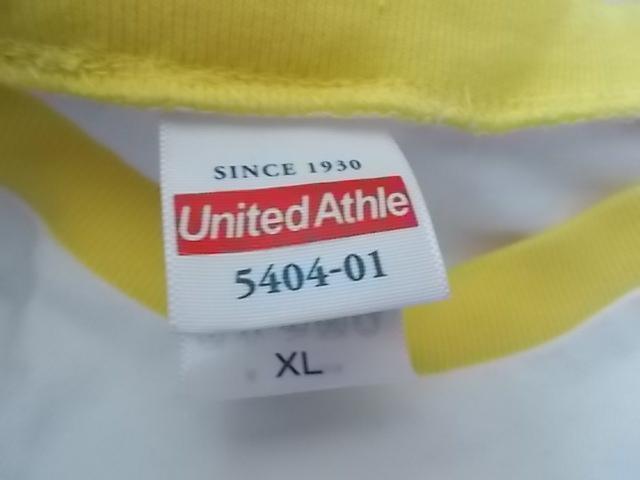 SINCE 1930
United Athle
5404-01
XL